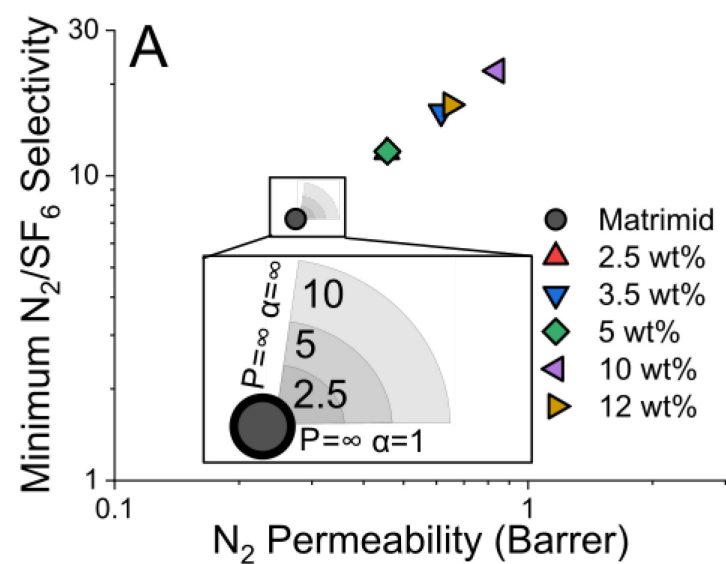 A
30
10
1
Minimum N₂/SF₆ Selectivity
0.1
1
N₂ Permeability (Barrer)
Matrimid
2.5 wt%
3.5 wt%
5 wt%
10 wt%
12 wt%
P=∞ α=∞
10
5
2.5
P=∞ α=1